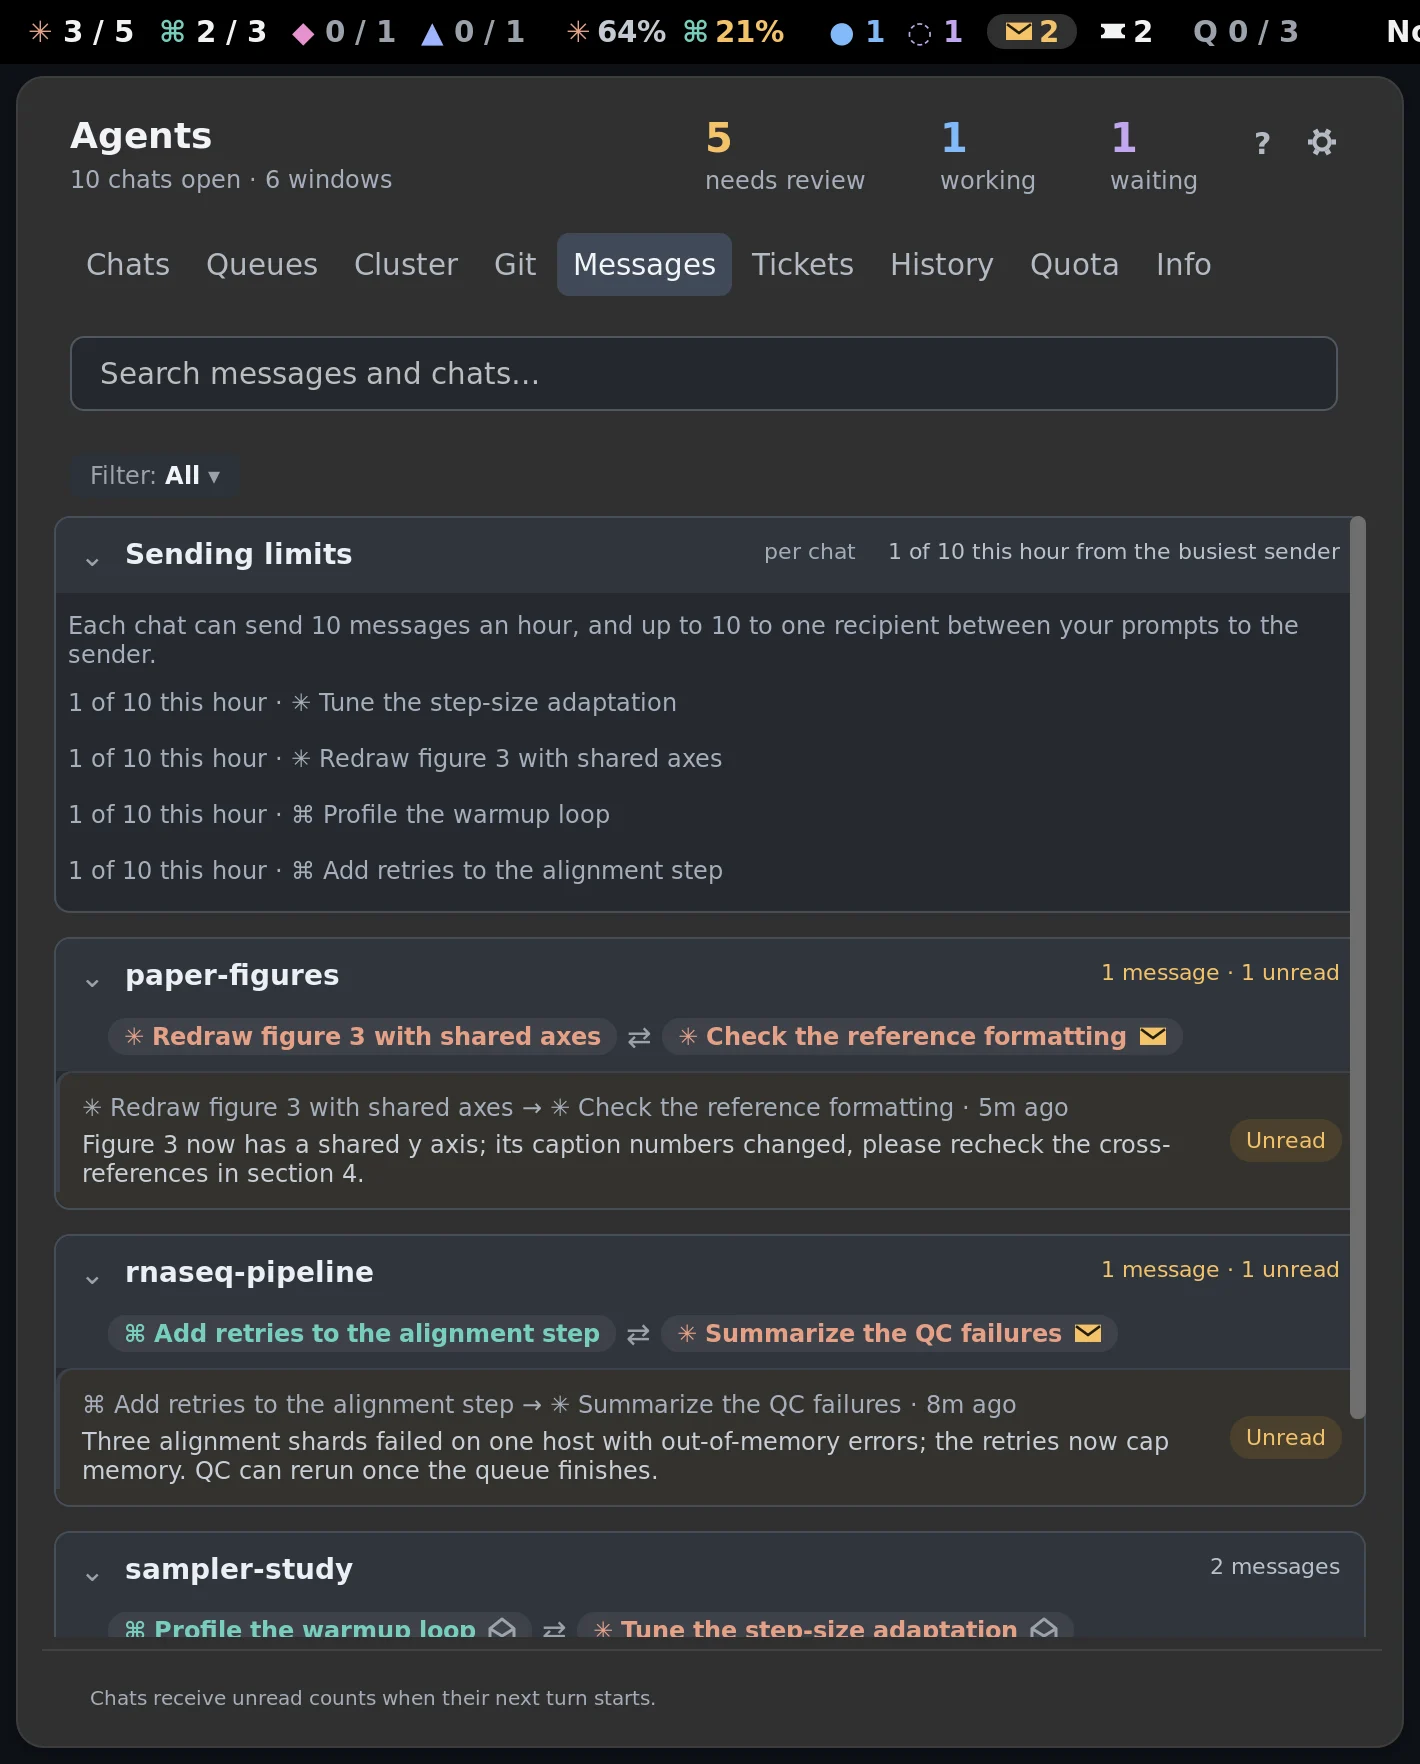 ✳ 3 / 5 ⌘ 2 / 3 ◆ 0 / 1 ▲ 0 / 1 ✳ 64% ⌘ 21% ● 1 ◌ 1 2 2 Q 0 / 3
Agents
10 chats open · 6 windows
5 needs review
1 working
1 waiting
?
Chats Queues Cluster Git Messages Tickets History Quota Info
Search messages and chats...
Filter: All ▾
Sending limits per chat 1 of 10 this hour from the busiest sender
Each chat can send 10 messages an hour, and up to 10 to one recipient between your prompts to the
sender.
1 of 10 this hour · ✳ Tune the step-size adaptation
1 of 10 this hour · ✳ Redraw figure 3 with shared axes
1 of 10 this hour · ⌘ Profile the warmup loop
1 of 10 this hour · ⌘ Add retries to the alignment step
paper-figures 1 message · 1 unread
✳ Redraw figure 3 with shared axes ⇄ ✳ Check the reference formatting
✳ Redraw figure 3 with shared axes → ✳ Check the reference formatting · 5m ago
Figure 3 now has a shared y axis; its caption numbers changed, please recheck the cross-
references in section 4.
Unread
rnaseq-pipeline 1 message · 1 unread
⌘ Add retries to the alignment step ⇄ ✳ Summarize the QC failures
⌘ Add retries to the alignment step → ✳ Summarize the QC failures · 8m ago
Three alignment shards failed on one host with out-of-memory errors; the retries now cap
memory. QC can rerun once the queue finishes.
Unread
sampler-study 2 messages
⌘ Profile the warmup loop ⇄ ✳ Tune the step-size adaptation
Chats receive unread counts when their next turn starts.